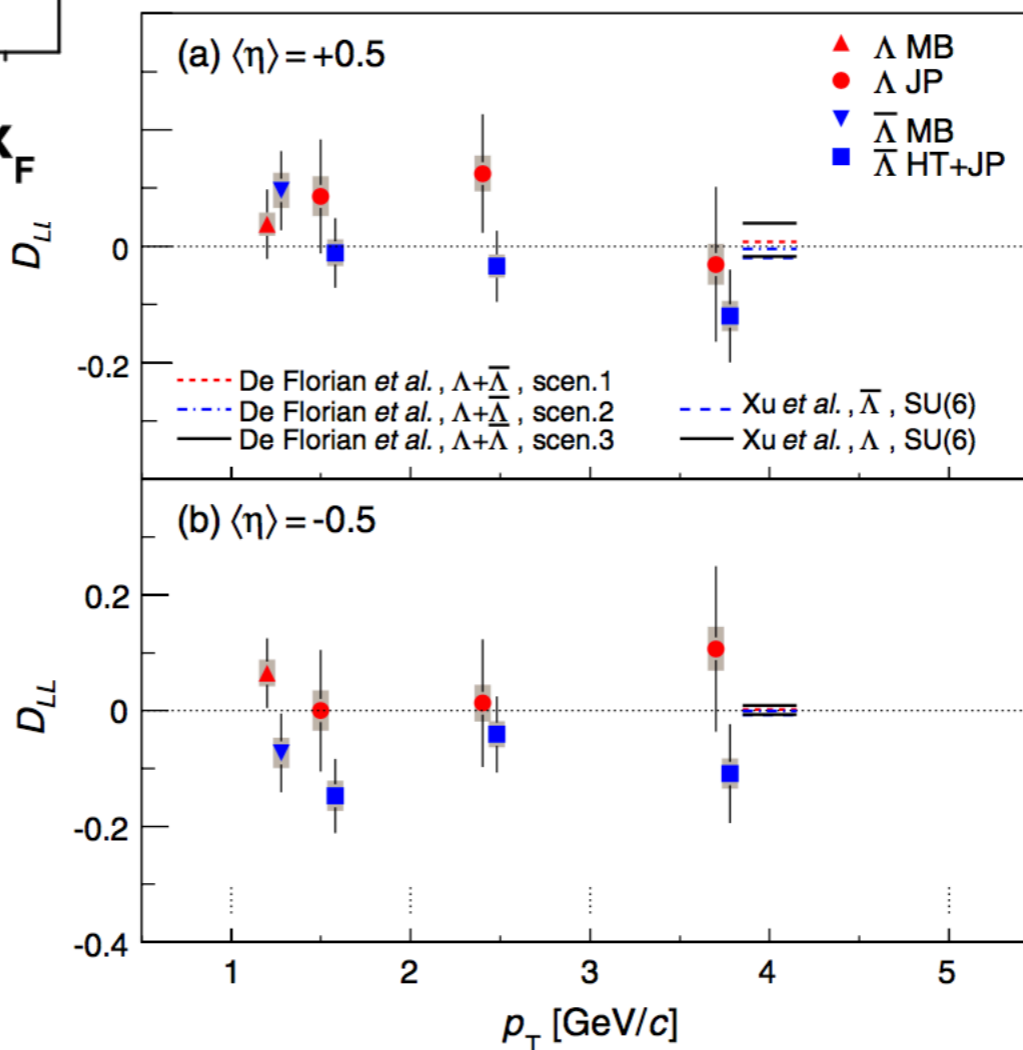 x_F
(a) ⟨η⟩ = +0.5
Λ MB
Λ JP
Λ̅ MB
Λ̅ HT+JP
D_LL
0
-0.2
De Florian et al. , Λ+Λ̅ , scen.1
De Florian et al. , Λ+Λ̅ , scen.2
De Florian et al. , Λ+Λ̅ , scen.3
Xu et al. , Λ̅ , SU(6)
Xu et al. , Λ , SU(6)
(b) ⟨η⟩ = -0.5
D_LL
0.2
0
-0.2
-0.4
1 2 3 4 5
p_T [GeV/c]